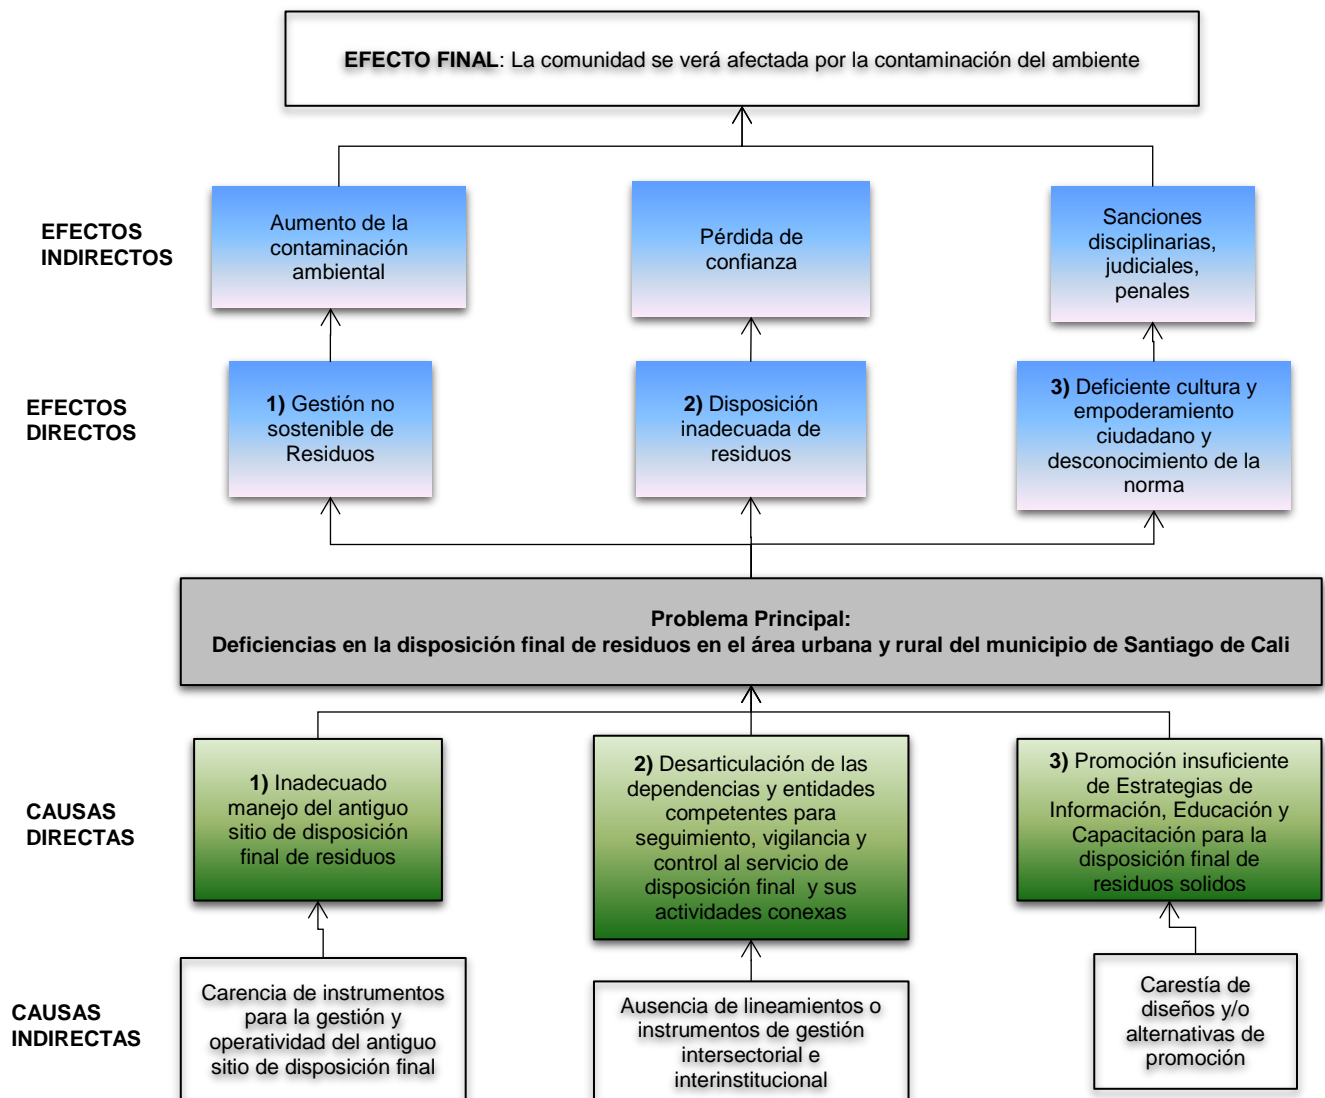 EFECTO FINAL: La comunidad se verá afectada por la contaminación del ambiente
EFECTOS
INDIRECTOS
Aumento de la
contaminación
ambiental
Pérdida de
confianza
Sanciones
disciplinarias,
judiciales,
penales
EFECTOS
DIRECTOS
1) Gestión no
sostenible de
Residuos
2) Disposición
inadecuada de
residuos
3) Deficiente cultura y
empoderamiento
ciudadano y
desconocimiento de la
norma
Problema Principal:
Deficiencias en la disposición final de residuos en el área urbana y rural del municipio de Santiago de Cali
CAUSAS
DIRECTAS
1) Inadecuado
manejo del antiguo
sitio de disposición
final de residuos
2) Desarticulación de las
dependencias y entidades
competentes para
seguimiento, vigilancia y
control al servicio de
disposición final y sus
actividades conexas
3) Promoción insuficiente
de Estrategias de
Información, Educación y
Capacitación para la
disposición final de
residuos solidos
CAUSAS
INDIRECTAS
Carencia de instrumentos
para la gestión y
operatividad del antiguo
sitio de disposición final
Ausencia de lineamientos o
instrumentos de gestión
intersectorial e
interinstitucional
Carestía de
diseños y/o
alternativas de
promoción